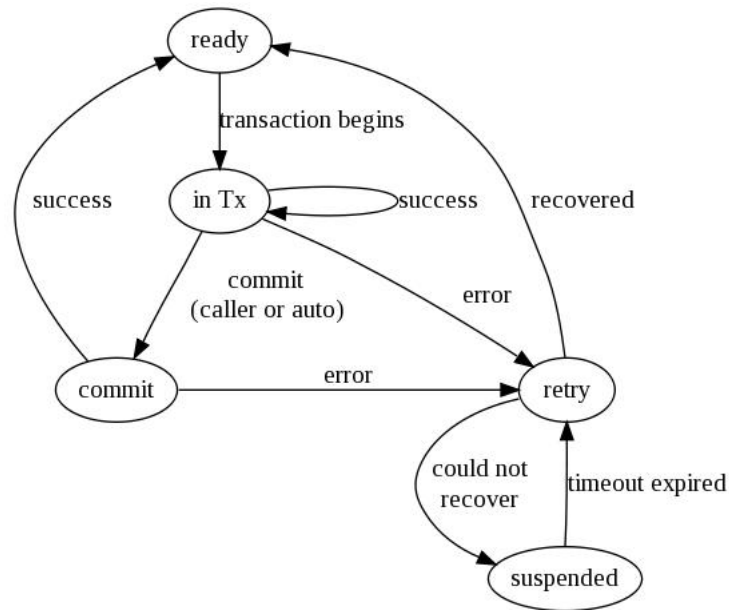 ready
transaction begins
in Tx
success
success
recovered
commit
(caller or auto)
error
commit
error
retry
could not
recover
timeout expired
suspended